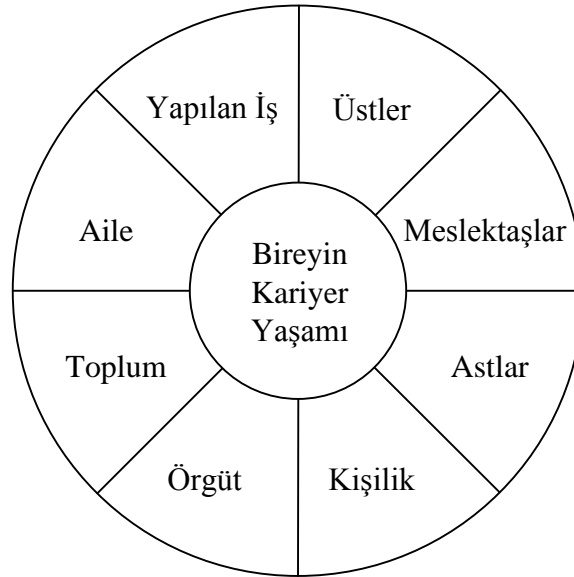 Yapılan İş
Üstler
Aile
Meslektaşlar
Bireyin
Kariyer
Yaşamı
Toplum
Astlar
Örgüt
Kişilik